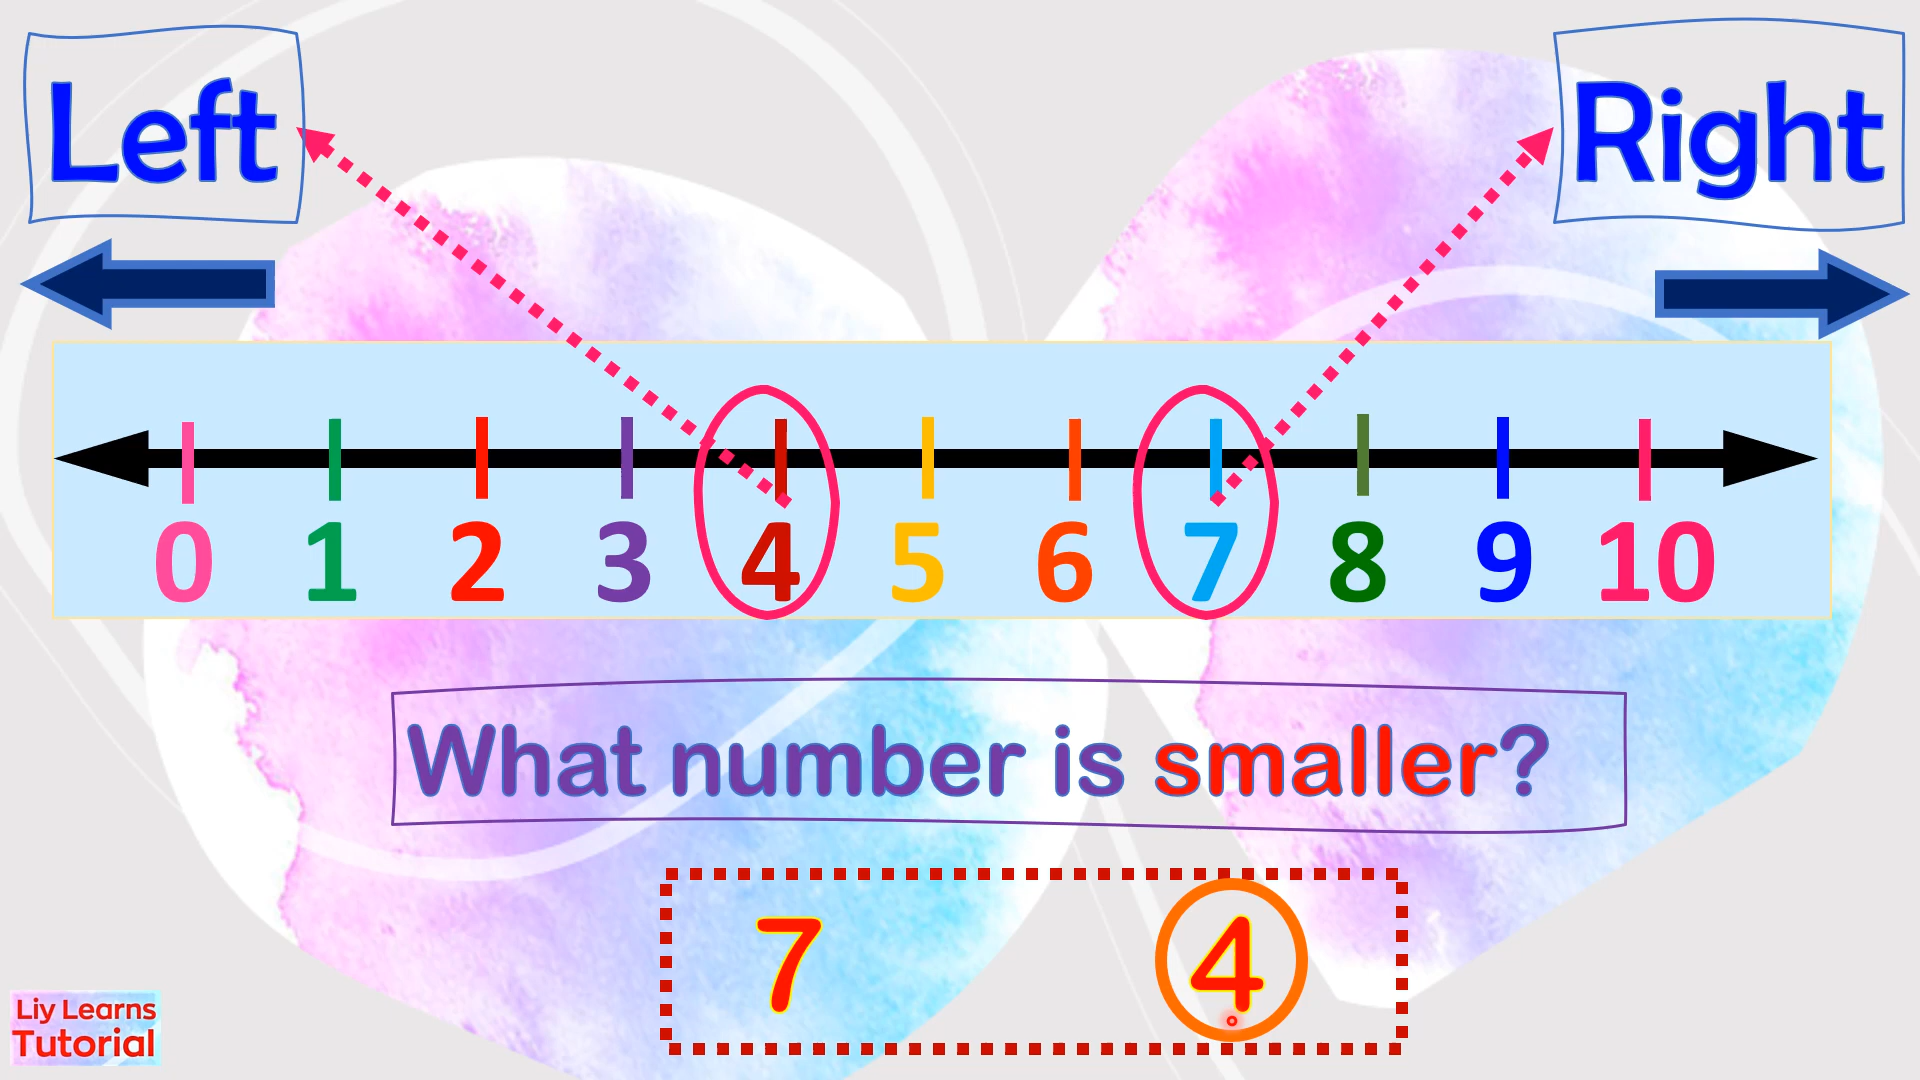 Left
Right
0 1 2 3 4 5 6 7 8 9 10
What number is smaller?
7 4
Liy Learns
Tutorial